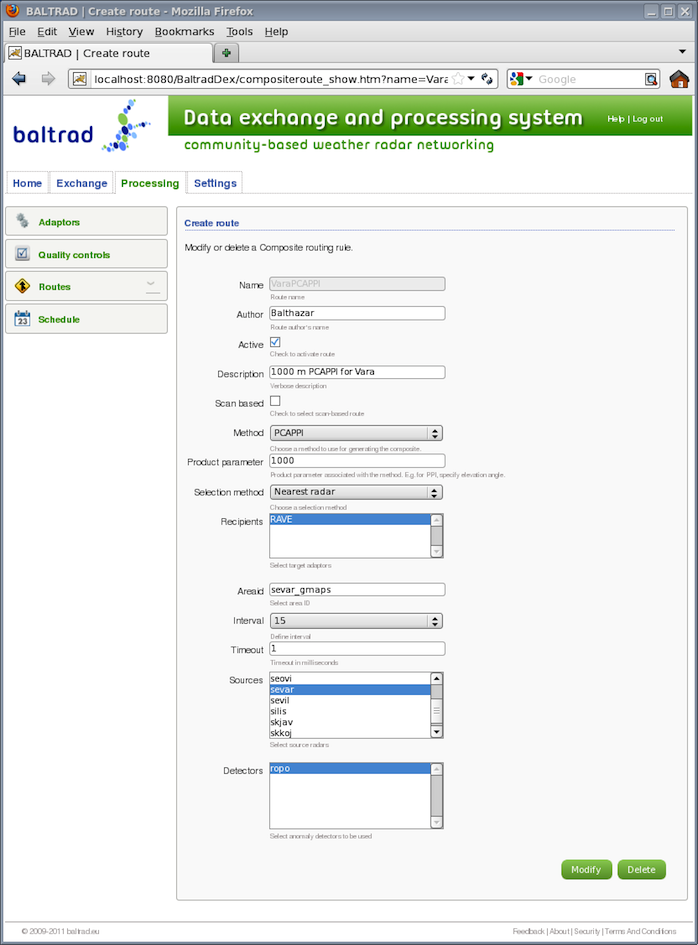 BALTRAD | Create route - Mozilla Firefox
File Edit View History Bookmarks Tools Help
BALTRAD | Create route
localhost:8080/BaltradDex/compositeroute_show.htm?name=Vara
Google
baltrad
Data exchange and processing system
Help | Log out
community-based weather radar networking
Home Exchange Processing Settings
Adaptors
Quality controls
Routes
23 Schedule
Create route
Modify or delete a Composite routing rule.
Name VaraPCAPPI
Route name
Author Balthazar
Route author's name
Active
Check to activate route
Description 1000 m PCAPPI for Vara
Verbose description
Scan based
Check to select scan-based route
Method PCAPPI
Choose a method to use for generating the composite.
Product parameter 1000
Product parameter associated with the method. E.g. for PPI, specify elevation angle.
Selection method Nearest radar
Choose a selection method
Recipients RAVE
Select target adaptors
Areaid sevar_gmaps
Select area ID
Interval 15
Define interval
Timeout 1
Timeout in milliseconds
Sources seovi
sevar
sevil
silis
skjav
skkoj
Select source radars
Detectors ropo
Select anomaly detectors to be used
Modify Delete
© 2009-2011 baltrad.eu
Feedback | About | Security | Terms And Conditions